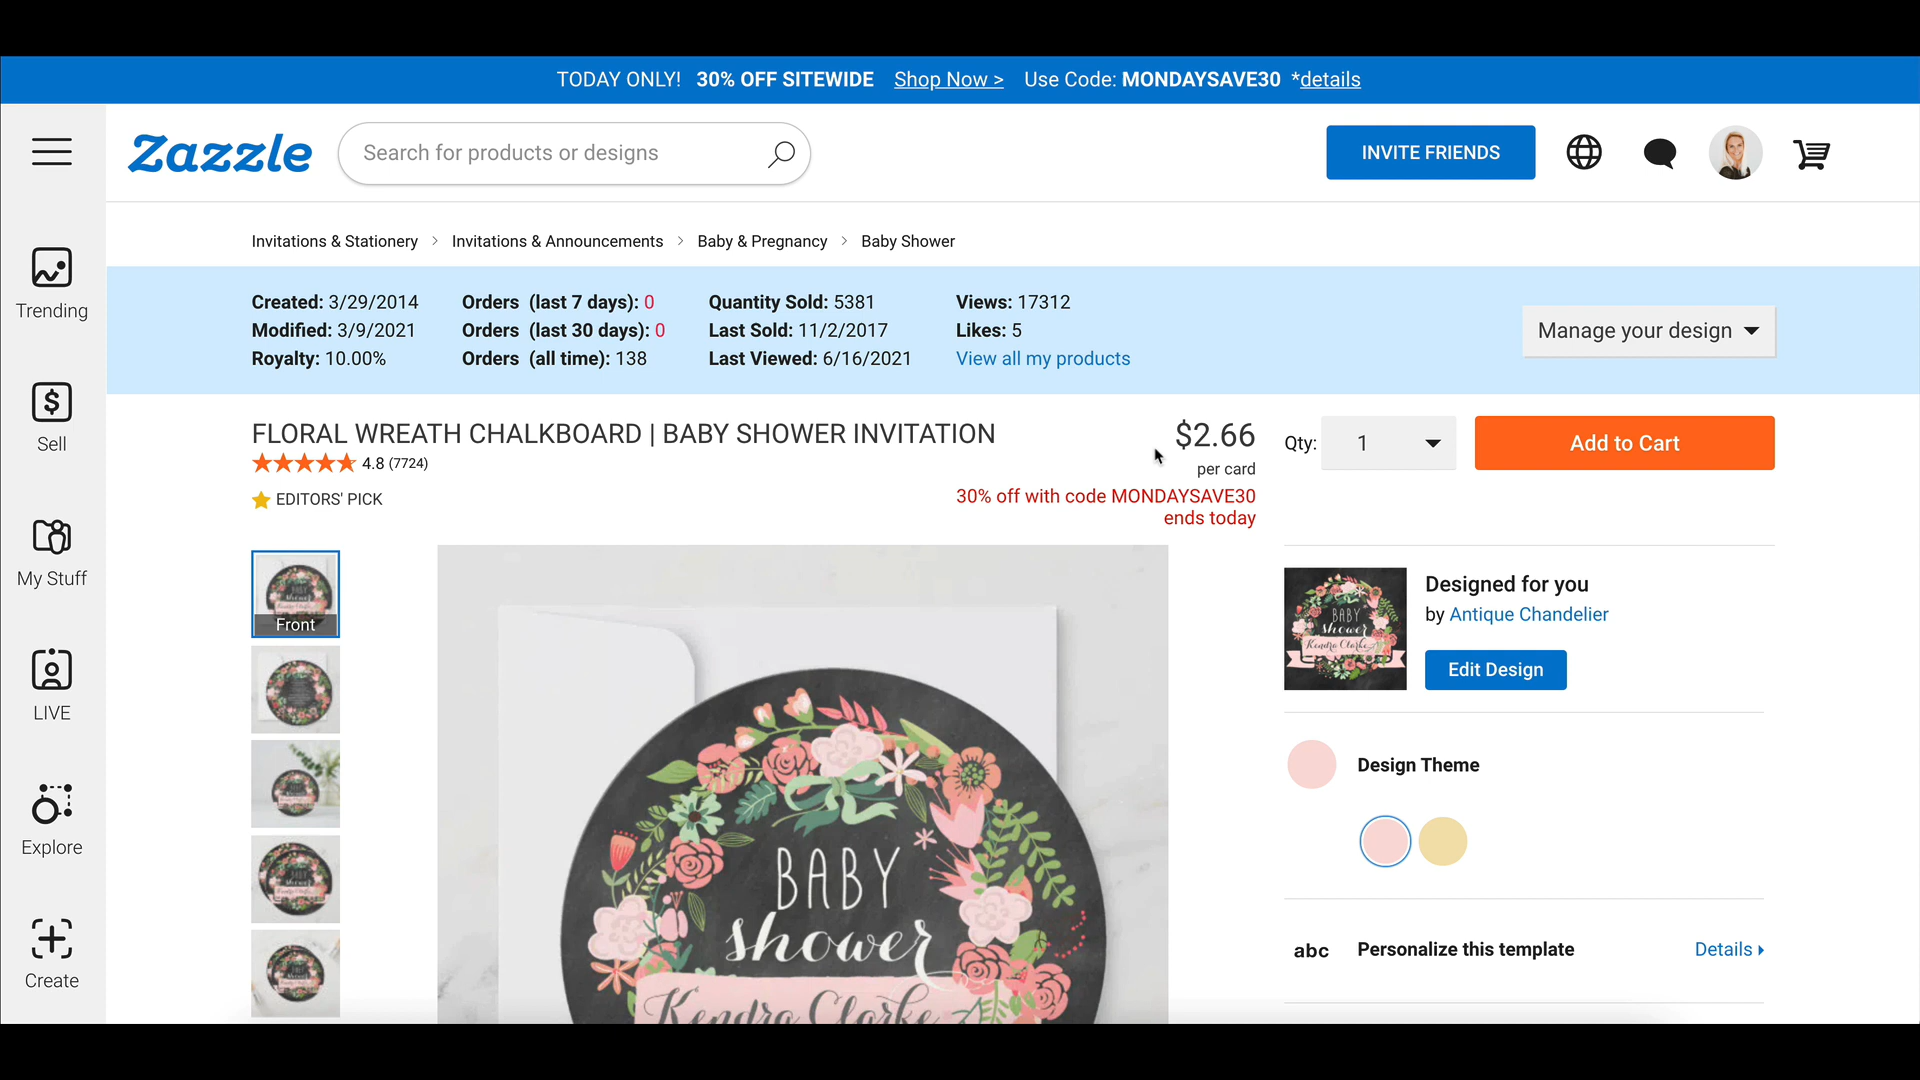 TODAY ONLY! 30% OFF SITEWIDE Shop Now > Use Code: MONDAYSAVE30 *details
Zazzle
Search for products or designs
INVITE FRIENDS
Trending
Sell
My Stuff
LIVE
Explore
Create
Invitations & Stationery > Invitations & Announcements > Baby & Pregnancy > Baby Shower
Created: 3/29/2014
Modified: 3/9/2021
Royalty: 10.00%
Orders (last 7 days): 0
Orders (last 30 days): 0
Orders (all time): 138
Quantity Sold: 5381
Last Sold: 11/2/2017
Last Viewed: 6/16/2021
Views: 17312
Likes: 5
View all my products
Manage your design
FLORAL WREATH CHALKBOARD | BABY SHOWER INVITATION
4.8 (7724)
EDITORS' PICK
$2.66
per card
30% off with code MONDAYSAVE30
ends today
Qty: 1
Add to Cart
Front
BABY
shower
Kendra Clarke
BABY
shower
Kendra Clarke
Designed for you
by Antique Chandelier
Edit Design
Design Theme
abc Personalize this template Details